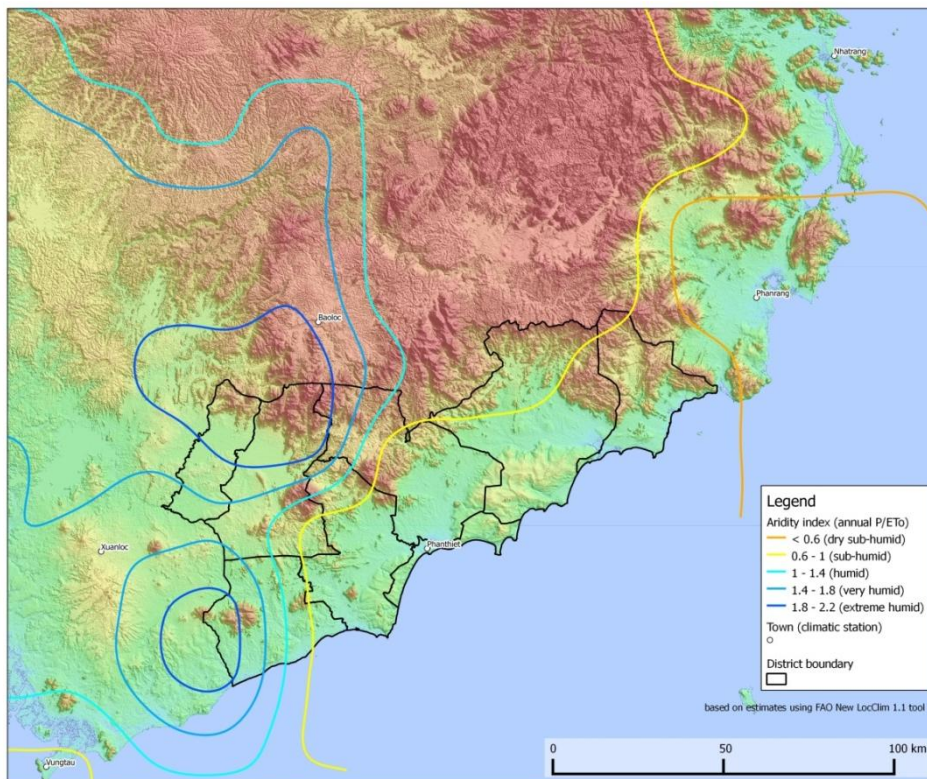 Nhatrang
Phanrang
Baoloc
Xuanloc
Phanthiet
Vungtau
Legend
Aridity index (annual P/ETo)
< 0.6 (dry sub-humid)
0.6 - 1 (sub-humid)
1 - 1.4 (humid)
1.4 - 1.8 (very humid)
1.8 - 2.2 (extreme humid)
Town (climatic station)
District boundary
based on estimates using FAO New LocClim 1.1 tool
0 50 100 km